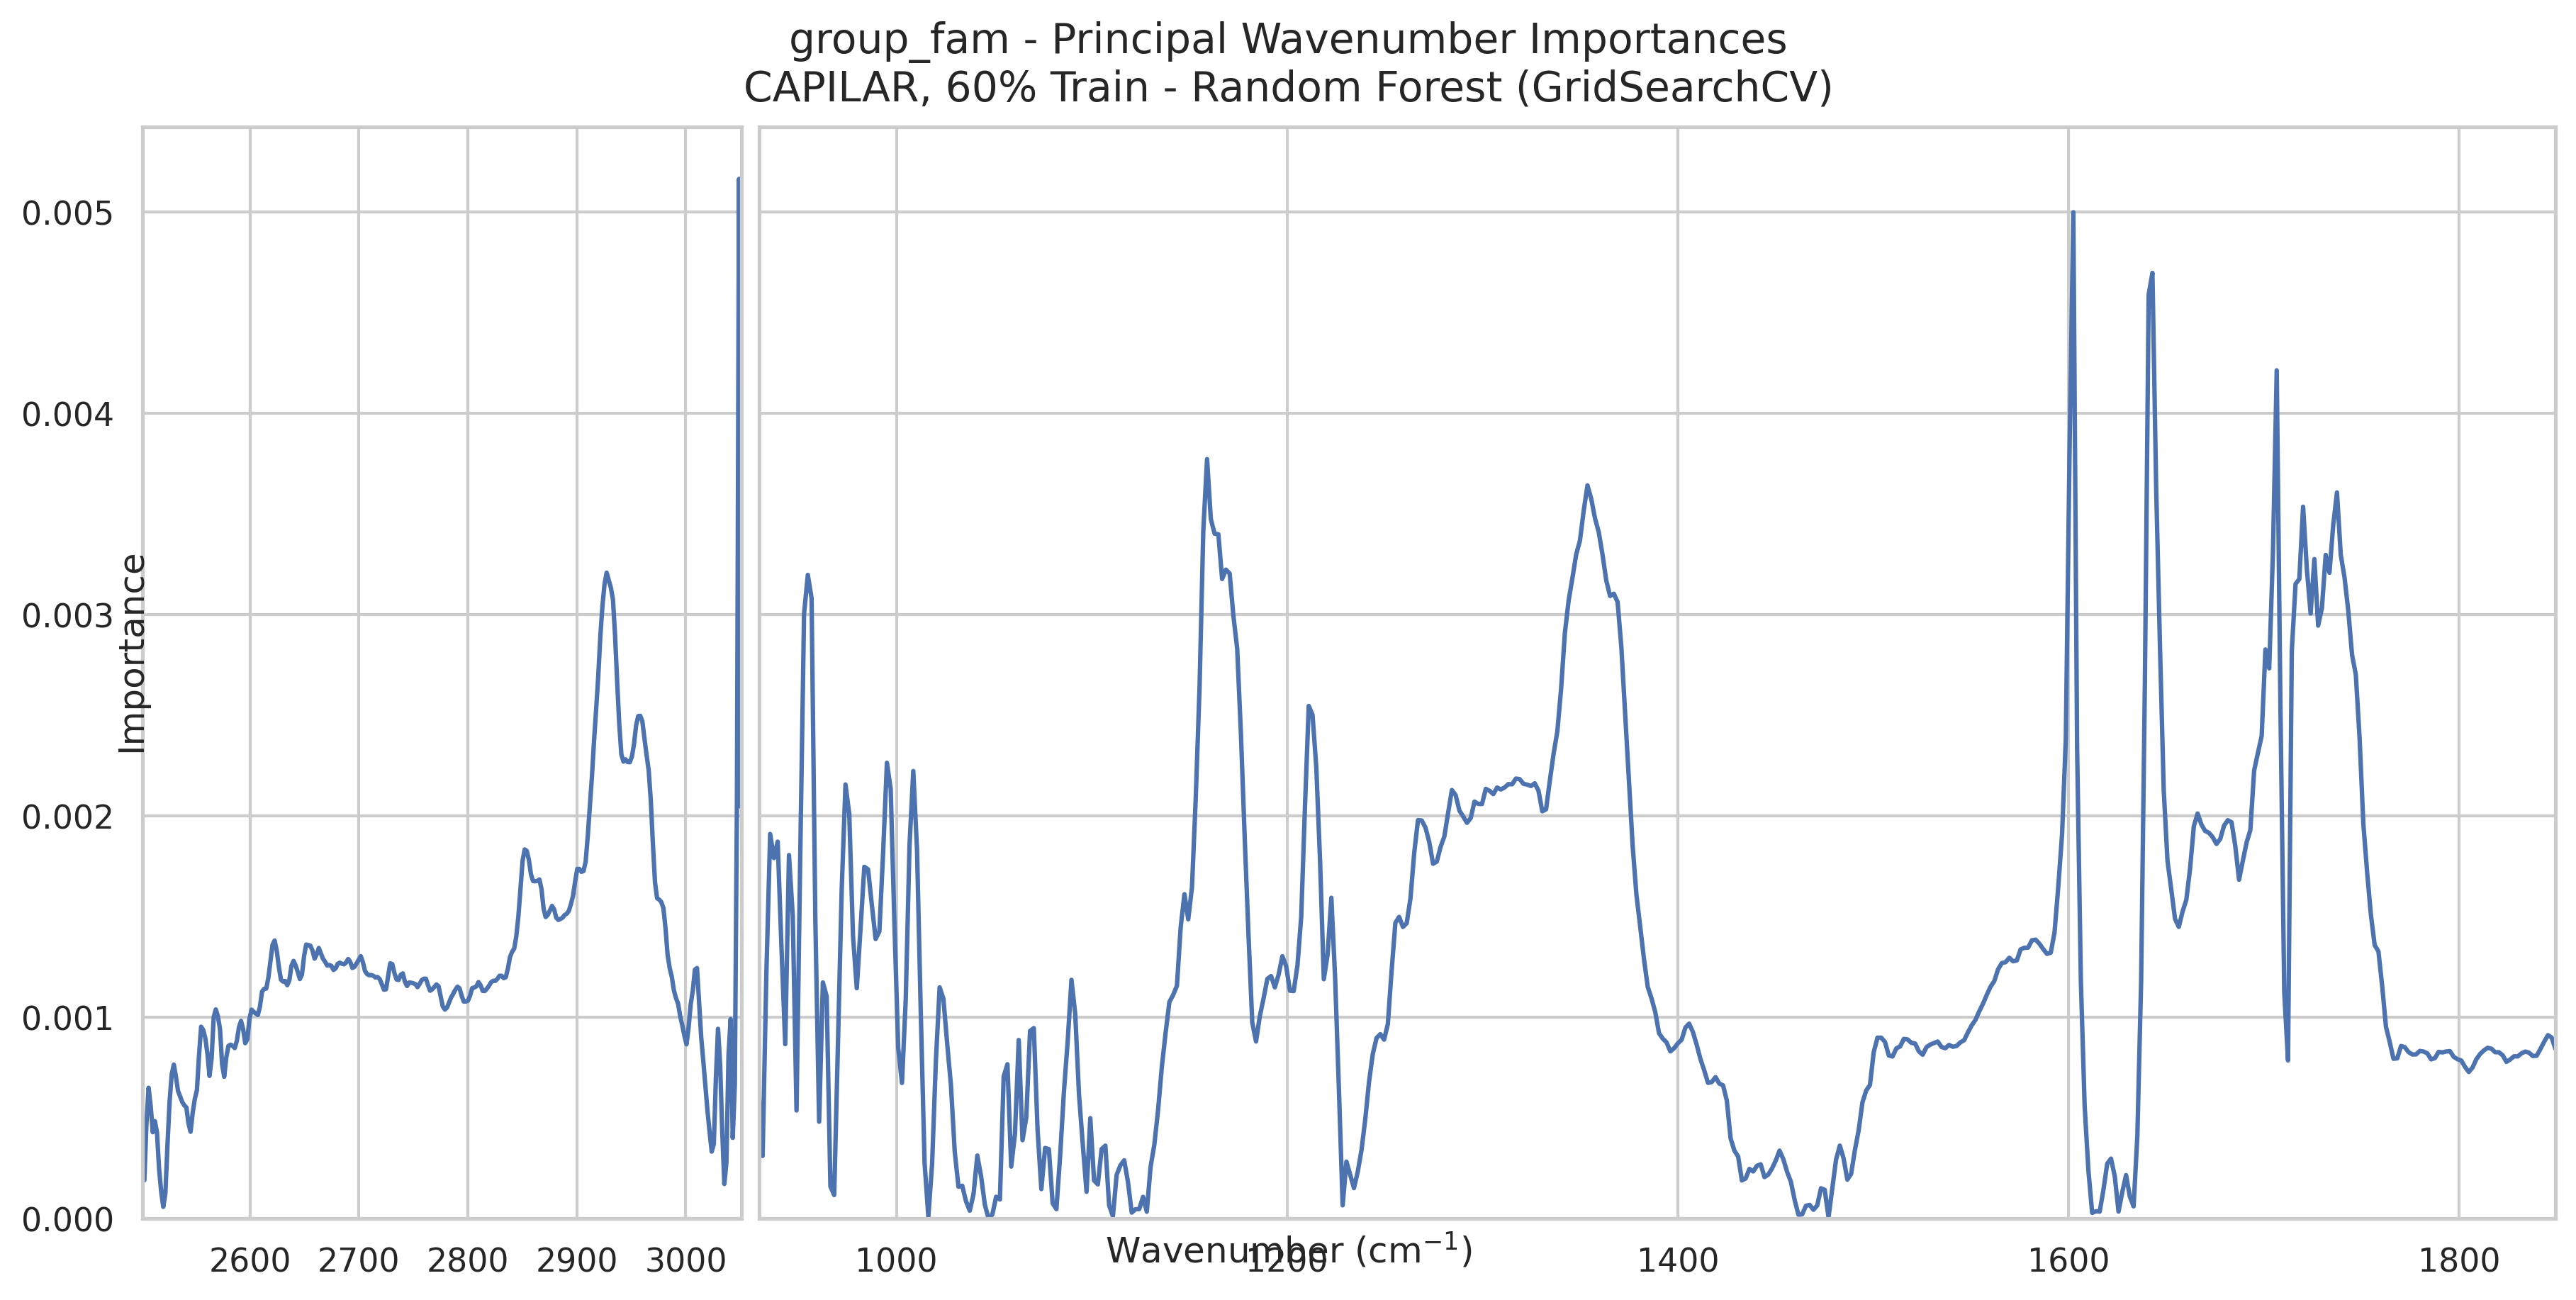 group_fam - Principal Wavenumber Importances
CAPILAR, 60% Train - Random Forest (GridSearchCV)
Importance
0.005
0.004
0.003
0.002
0.001
0.000
2600 2700 2800 2900 3000 1000 1200 1400 1600 1800
Wavenumber (cm⁻¹)